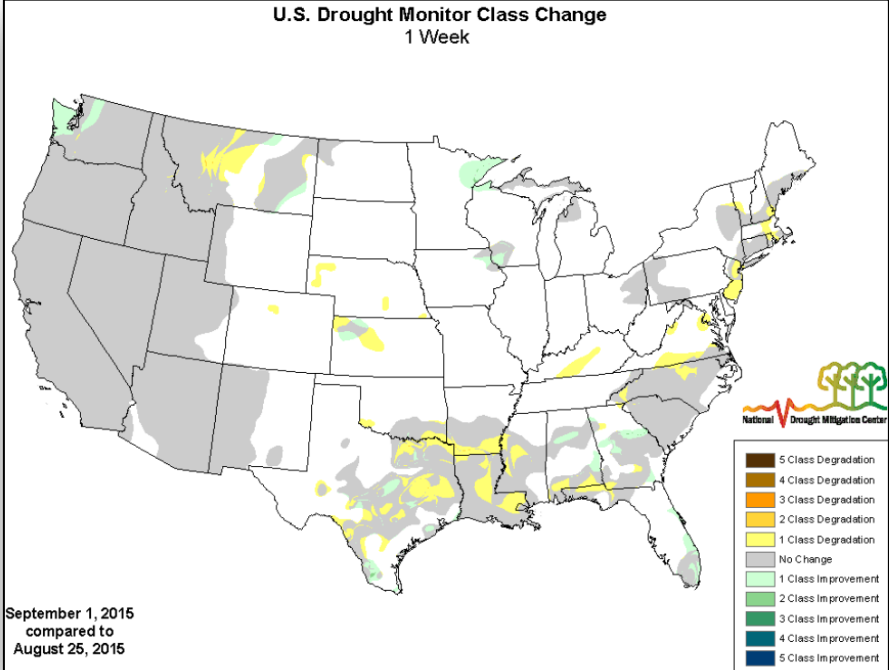 U.S. Drought Monitor Class Change
1 Week
National Drought Mitigation Center
5 Class Degradation
4 Class Degradation
3 Class Degradation
2 Class Degradation
1 Class Degradation
No Change
1 Class Improvement
2 Class Improvement
3 Class Improvement
4 Class Improvement
5 Class Improvement
September 1, 2015
compared to
August 25, 2015